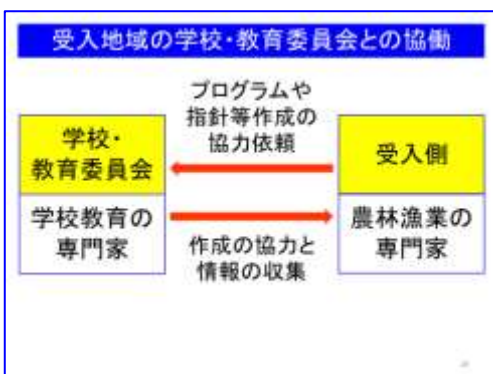 受入地域の学校・教育委員会との協働
プログラムや
指針等作成の
協力依頼
学校・
教育委員会
受入側
学校教育の
専門家
農林漁業の
専門家
作成の協力と
情報の収集